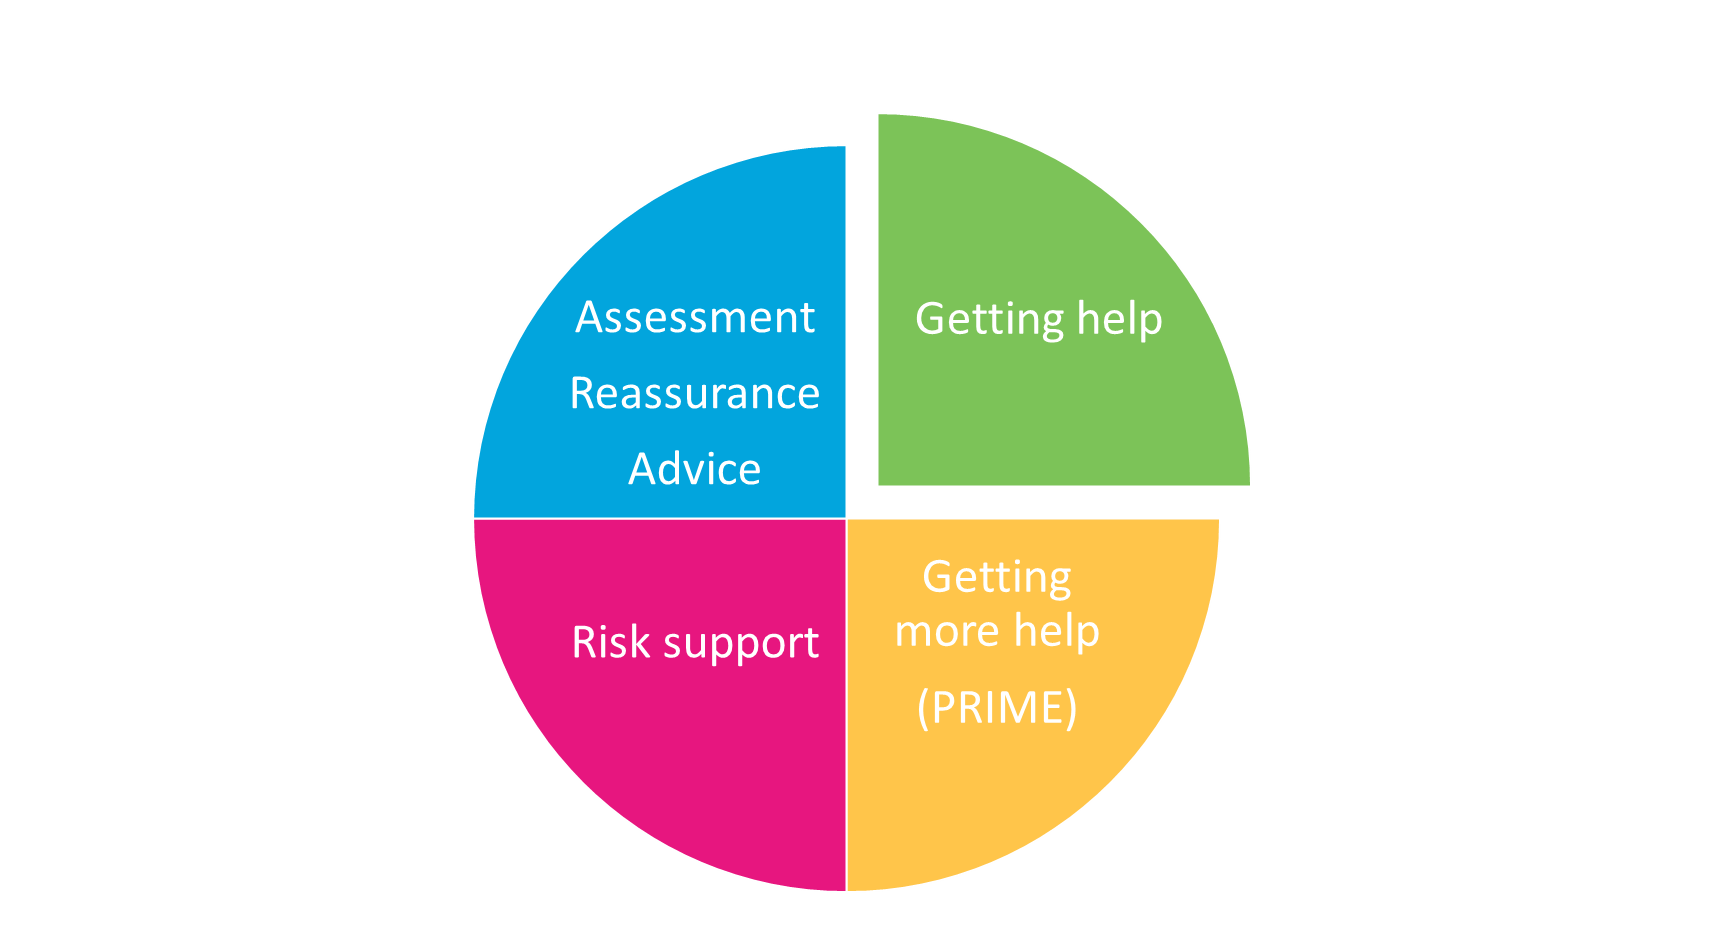 Assessment
Reassurance
Advice
Getting help
Risk support
Getting
more help
(PRIME)